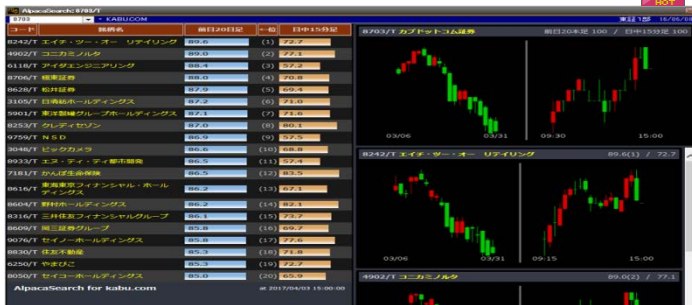 HOT
AlpacaSearch: 8703/T
8703 - KABU.COM 東証1部
コード 銘柄名 前日20日足 一般 日中15分足
8242/T エイチ・ツー・オー リテイリング 89.6 (1) 72.7
4902/T コニカミノルタ 89.0 (2) 77.1
6118/T アイダエンジニアリング 88.4 (3) 57.2
8706/T 極東証券 88.0 (4) 70.8
8628/T 松井証券 87.9 (5) 69.4
3105/T 日清紡ホールディングス 87.2 (6) 71.0
5901/T 東洋製罐グループホールディングス 87.1 (7) 71.6
8253/T クレディセゾン 87.0 (8) 80.1
9759/T NSD 86.9 (9) 57.5
3048/T ビックカメラ 86.6 (10) 68.8
8933/T エヌ・ティ・ティ都市開発 86.5 (11) 57.4
7181/T かんぽ生命保険 86.5 (12) 83.5
8616/T 東海東京フィナンシャル・ホールディングス 86.2 (13) 67.1
8604/T 野村ホールディングス 86.2 (14) 82.1
8316/T 三井住友フィナンシャルグループ 86.1 (15) 73.7
8609/T 岡三証券グループ 85.8 (16) 69.7
9076/T セイノーホールディングス 85.8 (17) 77.6
8830/T 住友不動産 85.3 (18) 71.8
6250/T やまびこ 85.3 (19) 72.7
8050/T セイコーホールディングス 85.0 (20) 65.9
AlpacaSearch for kabu.com at 2017/04/03 15:00:00
8703/T カブドットコム証券 前日20本足 100 / 日中15分足 100
03/06 03/31 09:30 15:00
8242/T エイチ・ツー・オー リテイリング 89.6(1) / 72.7
03/06 03/31 09:15 15:00
4902/T コニカミノルタ 89.0(2) / 77.1